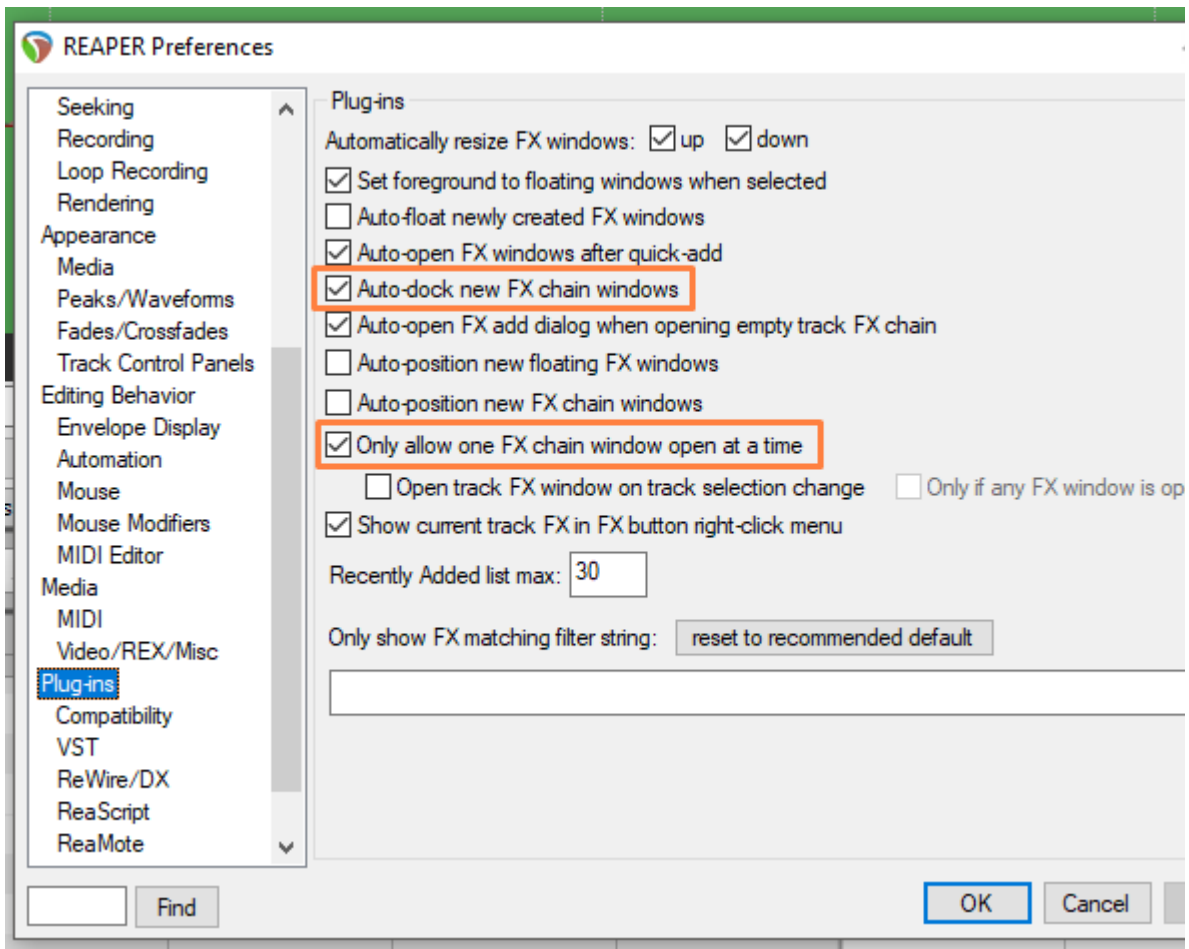 REAPER Preferences
Seeking
Recording
Loop Recording
Rendering
Appearance
Media
Peaks/Waveforms
Fades/Crossfades
Track Control Panels
Editing Behavior
Envelope Display
Automation
Mouse
Mouse Modifiers
MIDI Editor
Media
MIDI
Video/REX/Misc
Plug-ins
Compatibility
VST
ReWire/DX
ReaScript
ReaMote
Find
Plug-ins
Automatically resize FX windows: up down
Set foreground to floating windows when selected
Auto-float newly created FX windows
Auto-open FX windows after quick-add
Auto-dock new FX chain windows
Auto-open FX add dialog when opening empty track FX chain
Auto-position new floating FX windows
Auto-position new FX chain windows
Only allow one FX chain window open at a time
Open track FX window on track selection change Only if any FX window is op
Show current track FX in FX button right-click menu
Recently Added list max: 30
Only show FX matching filter string: reset to recommended default
OK Cancel